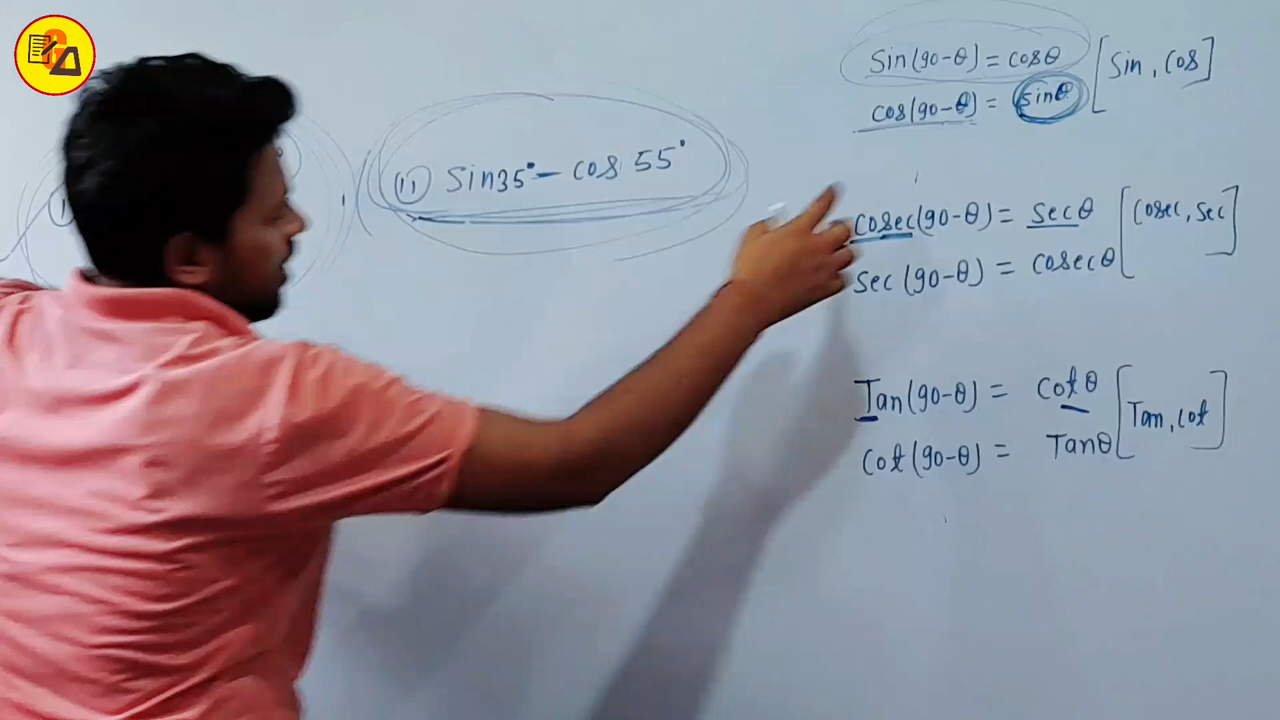 (11) Sin35° - cos 55°
Sin(90-θ) = cosθ [Sin, Cos]
cos(90-θ) = sinθ
cosec(90-θ) = secθ [Cosec, Sec]
Sec(90-θ) = cosecθ
Tan(90-θ) = cotθ [Tan, Cot]
Cot(90-θ) = Tanθ